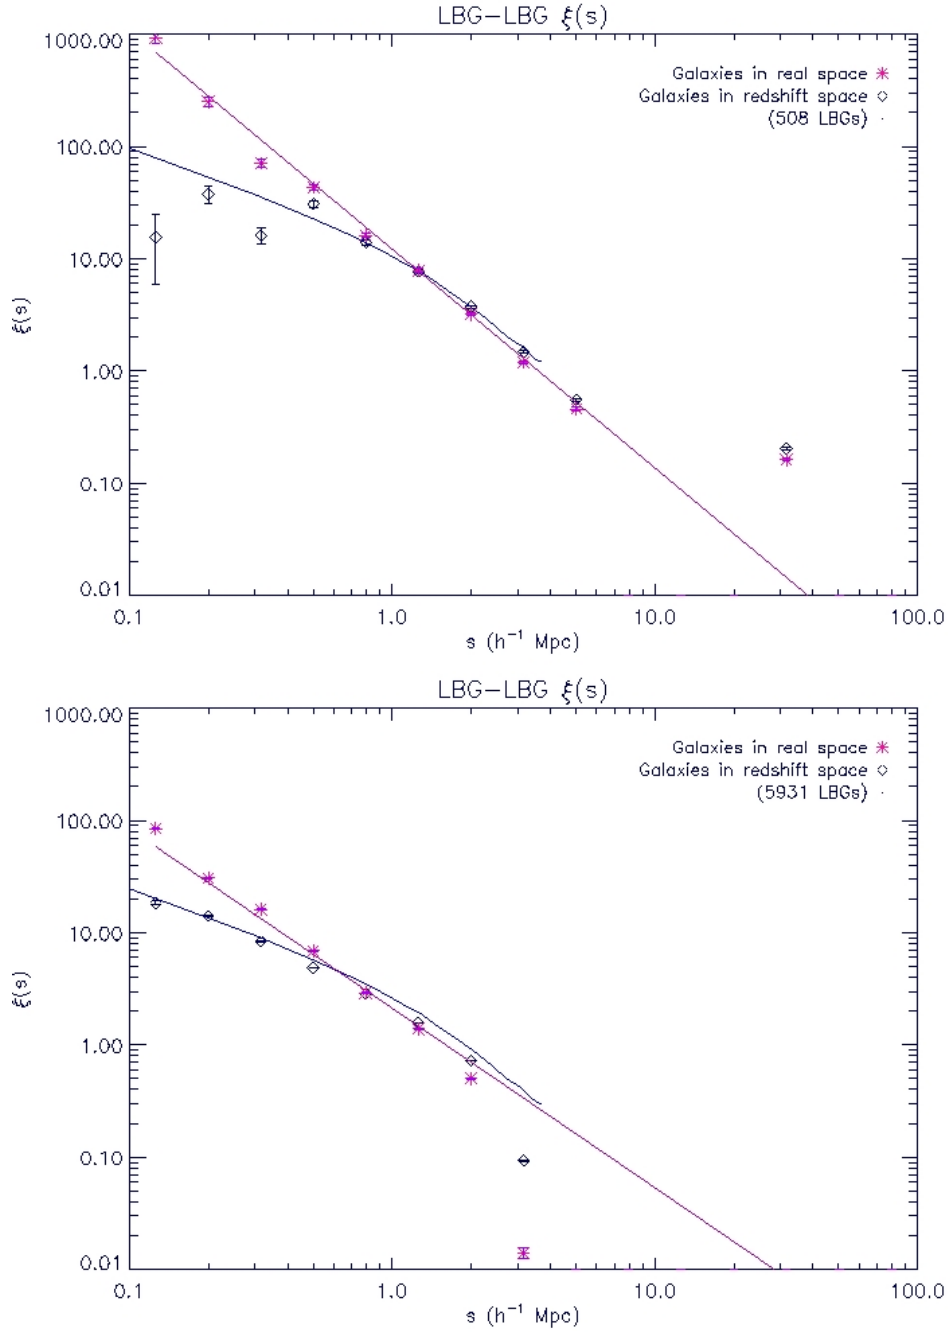 LBG−LBG ξ(s)
1000.00
100.00
10.00
1.00
0.10
0.01
ξ(s)
Galaxies in real space
Galaxies in redshift space
(508 LBGs)
0.1 1.0 10.0 100.0
s (h⁻¹ Mpc)
LBG−LBG ξ(s)
1000.00
100.00
10.00
1.00
0.10
0.01
ξ(s)
Galaxies in real space
Galaxies in redshift space
(5931 LBGs)
0.1 1.0 10.0 100.0
s (h⁻¹ Mpc)